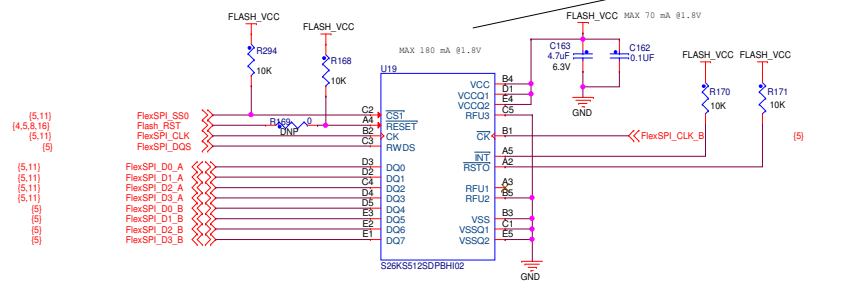 FLASH_VCC
R294
10K
FLASH_VCC
R168
10K
MAX 180 mA @1.8V
FLASH_VCC
MAX 70 mA @1.8V
C163
4.7uF
6.3V
C162
0.1UF
GND
FLASH_VCC
R170
10K
FLASH_VCC
R171
10K
U19
{5,11}
FlexSPI_SS0
C2
CS1
{4,5,8,16}
Flash_RST
R169
0
DNP
A4
RESET
{5,11}
FlexSPI_CLK
B2
CK
{5}
FlexSPI_DQS
C3
RWDS
{5,11}
FlexSPI_D0_A
D3
DQ0
{5,11}
FlexSPI_D1_A
D2
DQ1
{5,11}
FlexSPI_D2_A
C4
DQ2
{5,11}
FlexSPI_D3_A
D4
DQ3
{5}
FlexSPI_D0_B
D5
DQ4
{5}
FlexSPI_D1_B
E3
DQ5
{5}
FlexSPI_D2_B
E2
DQ6
{5}
FlexSPI_D3_B
E1
DQ7
VCC
B4
VCCQ1
D1
VCCQ2
E4
RFU3
C5
CK
B1
FlexSPI_CLK_B
{5}
INT
A5
RSTO
A2
RFU1
A3
RFU2
B5
VSS
B3
VSSQ1
C1
VSSQ2
E5
GND
S26KS512SDPBHI02